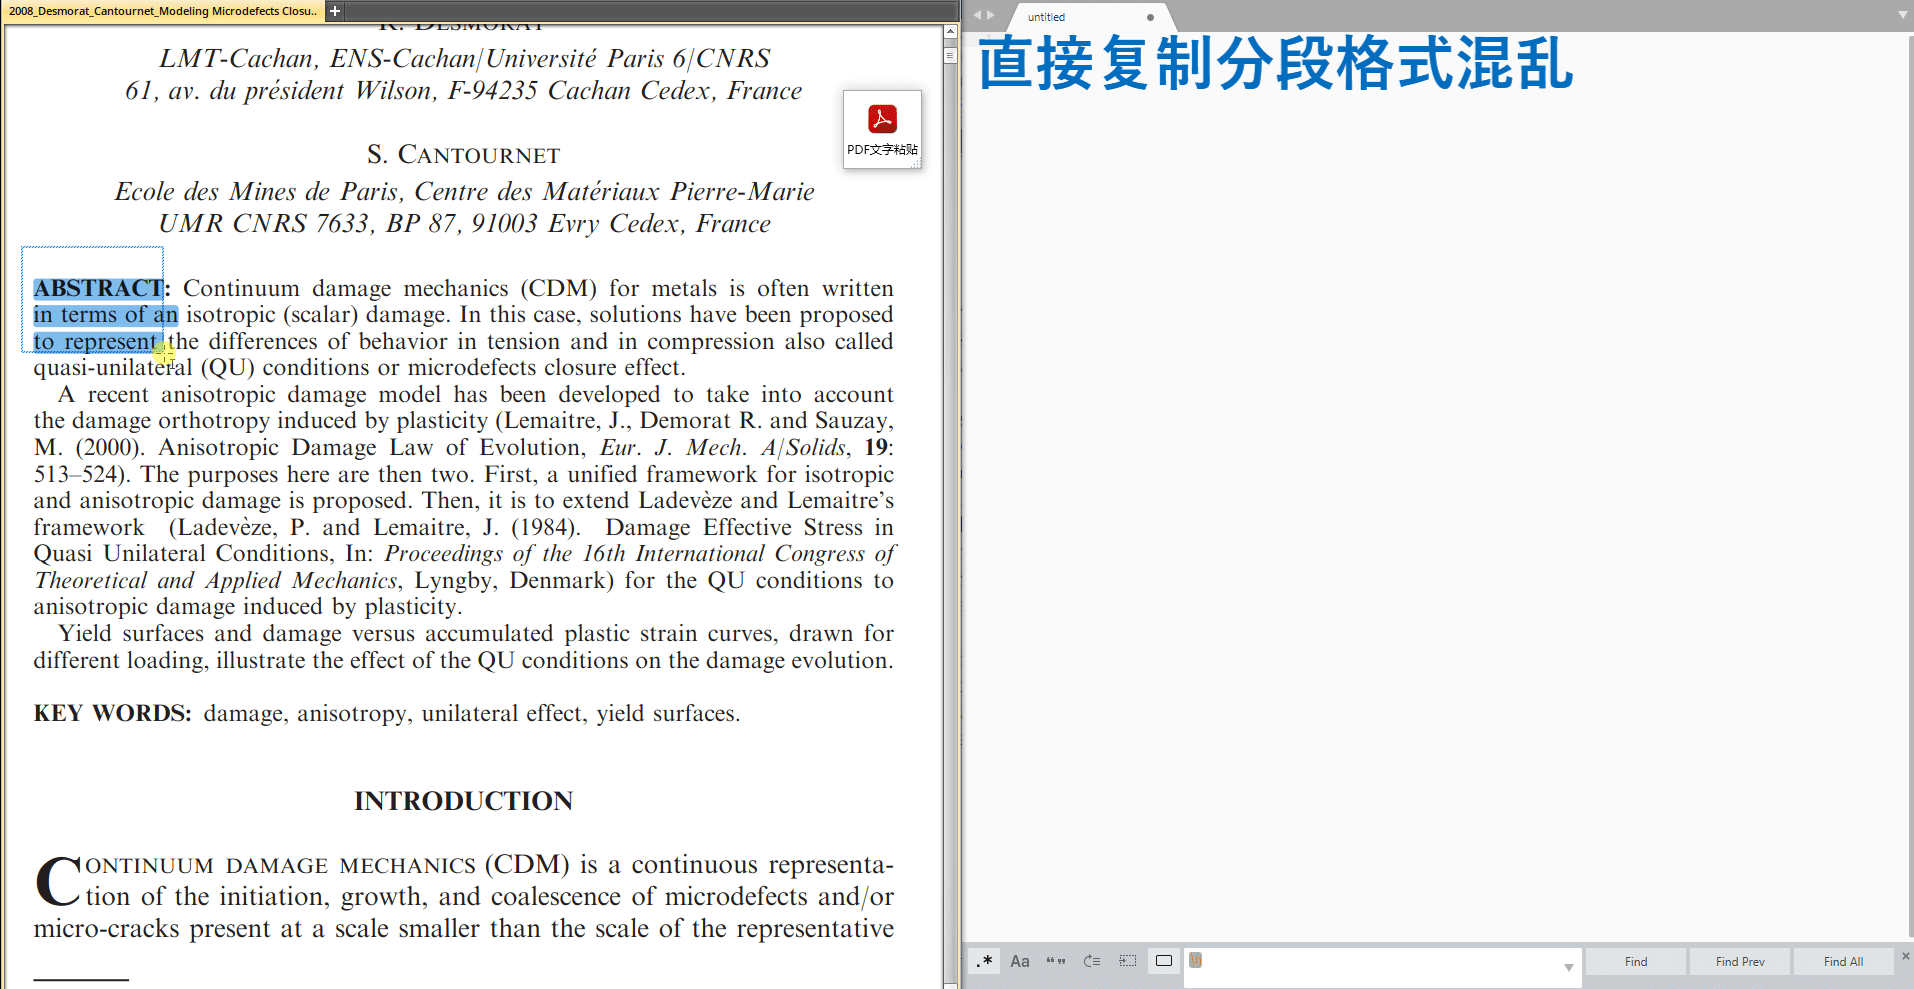 2008_Desmorat_Cantournet_Modeling Microdefects Closu..
R. DESMORAT
LMT-Cachan, ENS-Cachan/Université Paris 6/CNRS
61, av. du président Wilson, F-94235 Cachan Cedex, France
PDF文字粘贴
S. CANTOURNET
Ecole des Mines de Paris, Centre des Matériaux Pierre-Marie
UMR CNRS 7633, BP 87, 91003 Evry Cedex, France
ABSTRACT: Continuum damage mechanics (CDM) for metals is often written
in terms of an isotropic (scalar) damage. In this case, solutions have been proposed
to represent the differences of behavior in tension and in compression also called
quasi-unilateral (QU) conditions or microdefects closure effect.
A recent anisotropic damage model has been developed to take into account
the damage orthotropy induced by plasticity (Lemaitre, J., Demorat R. and Sauzay,
M. (2000). Anisotropic Damage Law of Evolution, Eur. J. Mech. A/Solids, 19:
513–524). The purposes here are then two. First, a unified framework for isotropic
and anisotropic damage is proposed. Then, it is to extend Ladevèze and Lemaitre's
framework (Ladevèze, P. and Lemaitre, J. (1984). Damage Effective Stress in
Quasi Unilateral Conditions, In: Proceedings of the 16th International Congress of
Theoretical and Applied Mechanics, Lyngby, Denmark) for the QU conditions to
anisotropic damage induced by plasticity.
Yield surfaces and damage versus accumulated plastic strain curves, drawn for
different loading, illustrate the effect of the QU conditions on the damage evolution.
KEY WORDS: damage, anisotropy, unilateral effect, yield surfaces.
INTRODUCTION
CONTINUUM DAMAGE MECHANICS (CDM) is a continuous representa-
tion of the initiation, growth, and coalescence of microdefects and/or
micro-cracks present at a scale smaller than the scale of the representative
untitled
直接复制分段格式混乱
.* Aa
Find
Find Prev
Find All